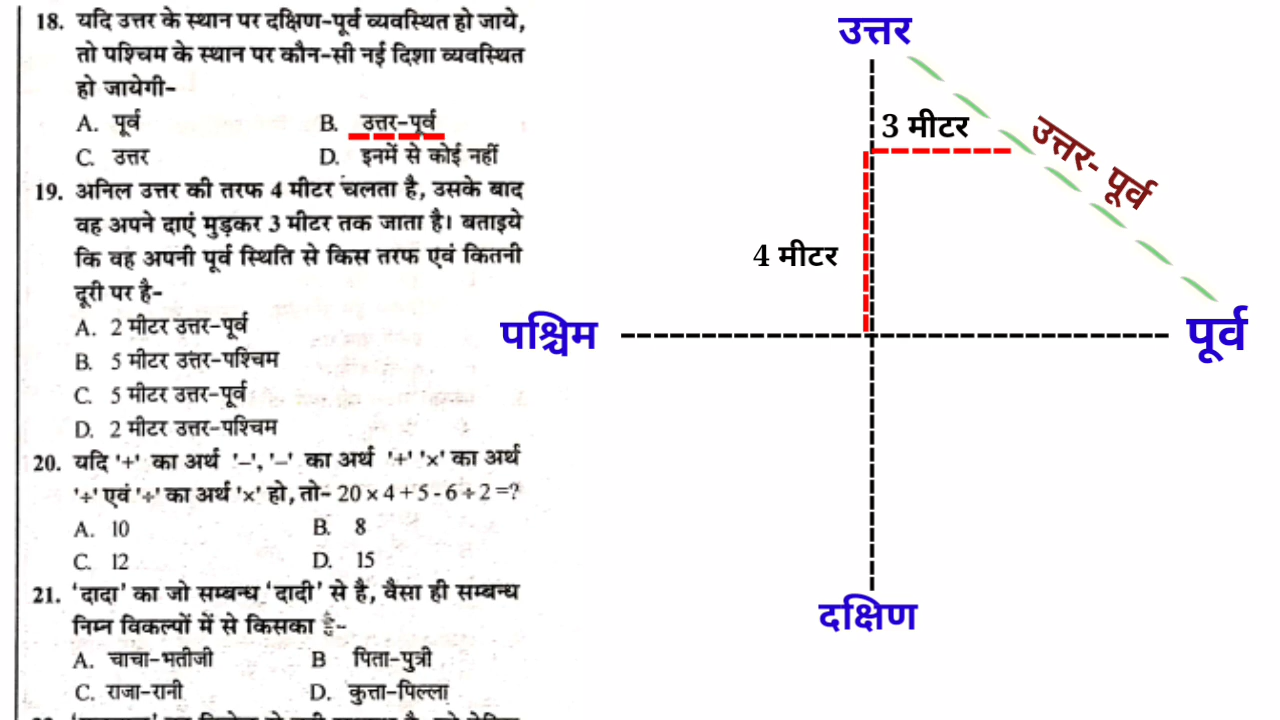 18. यदि उत्तर के स्थान पर दक्षिण-पूर्व व्यवस्थित हो जाये,
तो पश्चिम के स्थान पर कौन-सी नई दिशा व्यवस्थित
हो जायेगी-
A. पूर्व B. उत्तर-पूर्व
C. उत्तर D. इनमें से कोई नहीं
19. अनिल उत्तर की तरफ 4 मीटर चलता है, उसके बाद
वह अपने दाएं मुड़कर 3 मीटर तक जाता है। बताइये
कि वह अपनी पूर्व स्थिति से किस तरफ एवं कितनी
दूरी पर है-
A. 2 मीटर उत्तर-पूर्व
B. 5 मीटर उत्तर-पश्चिम
C. 5 मीटर उत्तर-पूर्व
D. 2 मीटर उत्तर-पश्चिम
20. यदि '+' का अर्थ '–', '–' का अर्थ '+' '×' का अर्थ
'÷' एवं '÷' का अर्थ '×' हो, तो- 20 × 4 + 5 - 6 ÷ 2 =?
A. 10 B. 8
C. 12 D. 15
21. 'दादा' का जो सम्बन्ध 'दादी' से है, वैसा ही सम्बन्ध
निम्न विकल्पों में से किसका है-
A. चाचा-भतीजी B पिता-पुत्री
C. राजा-रानी D. कुत्ता-पिल्ला
उत्तर
3 मीटर
उत्तर- पूर्व
4 मीटर
पश्चिम
पूर्व
दक्षिण